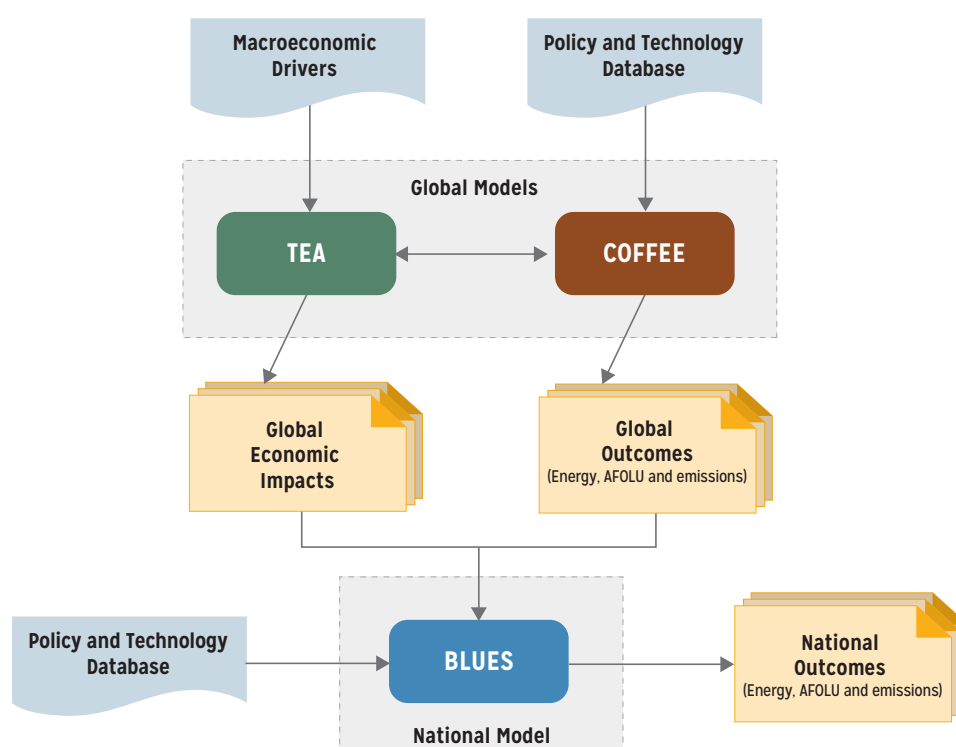 Macroeconomic
Drivers
Policy and Technology
Database
Global Models
TEA
COFFEE
Global
Economic
Impacts
Global
Outcomes
(Energy, AFOLU and emissions)
Policy and Technology
Database
BLUES
National
Outcomes
(Energy, AFOLU and emissions)
National Model